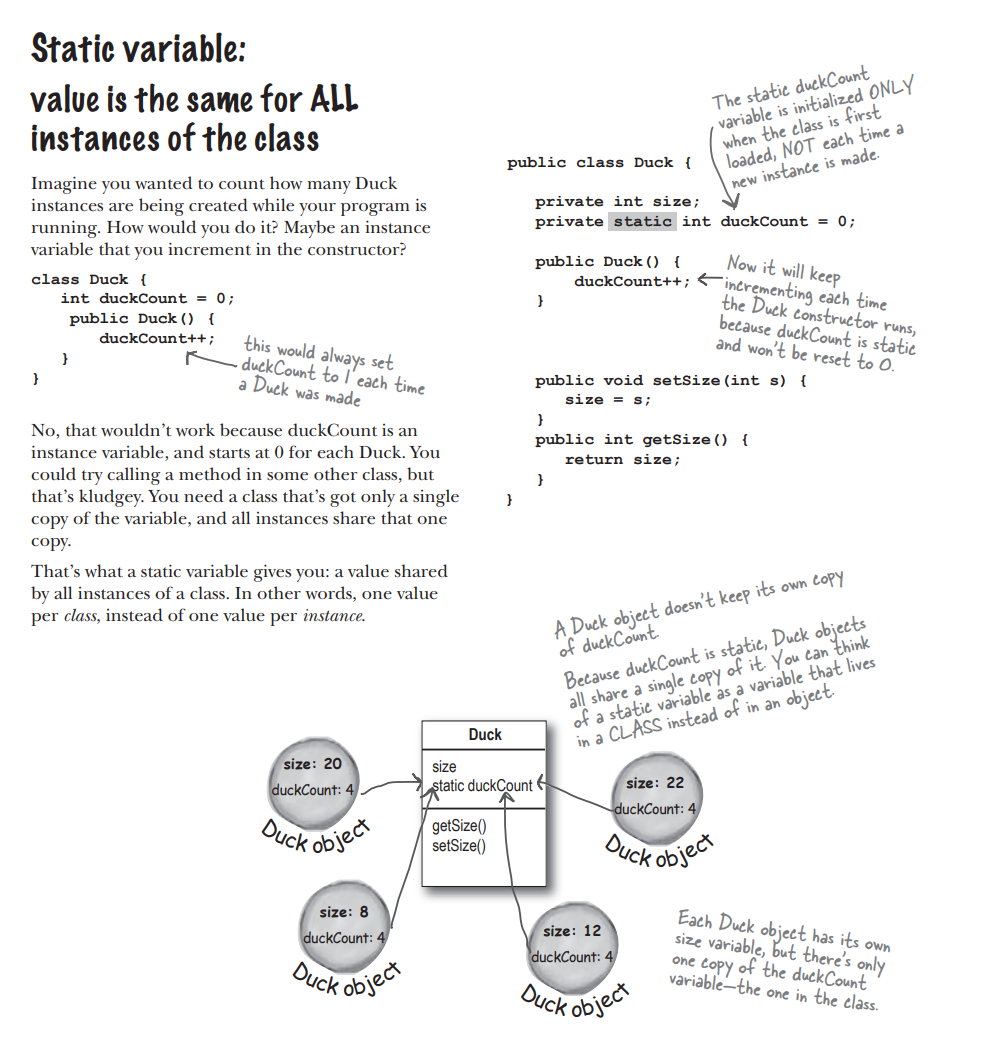 Static variable:
value is the same for ALL
instances of the class
Imagine you wanted to count how many Duck
instances are being created while your program is
running. How would you do it? Maybe an instance
variable that you increment in the constructor?
class Duck {
int duckCount = 0;
public Duck() {
duckCount++;
}
}
this would always set
duckCount to 1 each time
a Duck was made
No, that wouldn't work because duckCount is an
instance variable, and starts at 0 for each Duck. You
could try calling a method in some other class, but
that's kludgey. You need a class that's got only a single
copy of the variable, and all instances share that one
copy.
That's what a static variable gives you: a value shared
by all instances of a class. In other words, one value
per class, instead of one value per instance.
The static duckCount
variable is initialized ONLY
when the class is first
loaded, NOT each time a
new instance is made.
public class Duck {
private int size;
private static int duckCount = 0;
public Duck() {
duckCount++;
}
Now it will keep
incrementing each time
the Duck constructor runs,
because duckCount is static
and won't be reset to 0.
public void setSize(int s) {
size = s;
}
public int getSize() {
return size;
}
}
A Duck object doesn't keep its own copy
of duckCount.
Because duckCount is static, Duck objects
all share a single copy of it. You can think
of a static variable as a variable that lives
in a CLASS instead of in an object.
Duck
size
static duckCount
getSize()
setSize()
size: 20
duckCount: 4
Duck object
size: 22
duckCount: 4
Duck object
size: 8
duckCount: 4
Duck object
size: 12
duckCount: 4
Duck object
Each Duck object has its own
size variable, but there's only
one copy of the duckCount
variable—the one in the class.